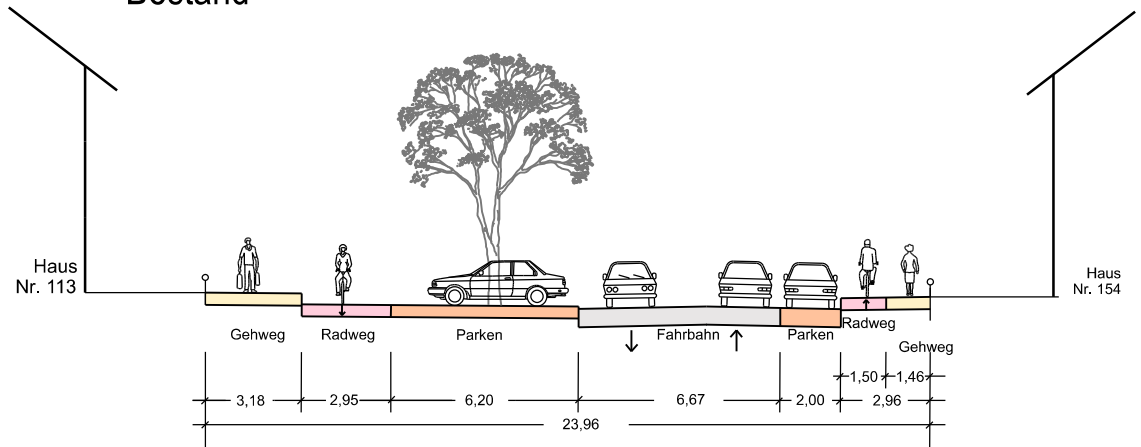 Bestand
Haus
Nr. 113
Haus
Nr. 154
Gehweg
Radweg
Parken
Fahrbahn
Parken
Radweg
Gehweg
1,50
1,46
3,18
2,95
6,20
6,67
2,00
2,96
23,96